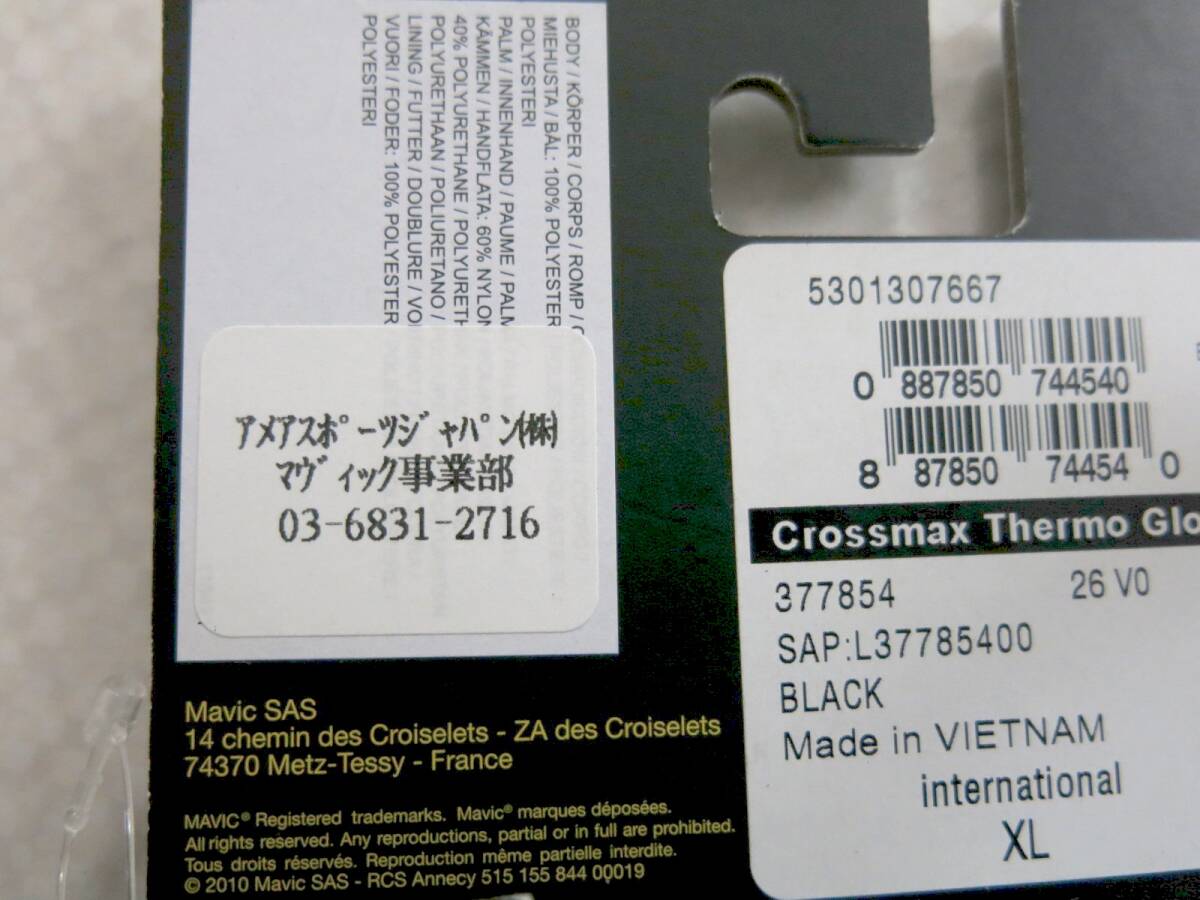 BODY / KÖRPER / CORPS / ROMP /
MIEHUSTA / BÅL: 100% POLYESTER
POLYESTERI
PALM / INNENHAND / PAUME / PALM
KÄMMEN / HANDFLATA: 60% NYLON
40% POLYURETHANE / POLYURETH
POLYURETHAAN / POLIURETANO /
LINING / FUTTER / DOUBLURE /
VUORI / FODER: 100% POLYESTER
POLYESTERI
アメアスポーツジャパン(株)
マヴィック事業部
03-6831-2716
Mavic SAS
14 chemin des Croiselets - ZA des Croiselets
74370 Metz-Tessy - France
MAVIC® Registered trademarks. Mavic® marques déposées.
All rights reserved. Any reproductions, partial or in full are prohibited.
Tous droits réservés. Reproduction même partielle interdite.
© 2010 Mavic SAS - RCS Annecy 515 155 844 00019
5301307667
0 887850 744540
8 87850 74454 0
Crossmax Thermo Glo
377854 26 V0
SAP:L37785400
BLACK
Made in VIETNAM
international
XL